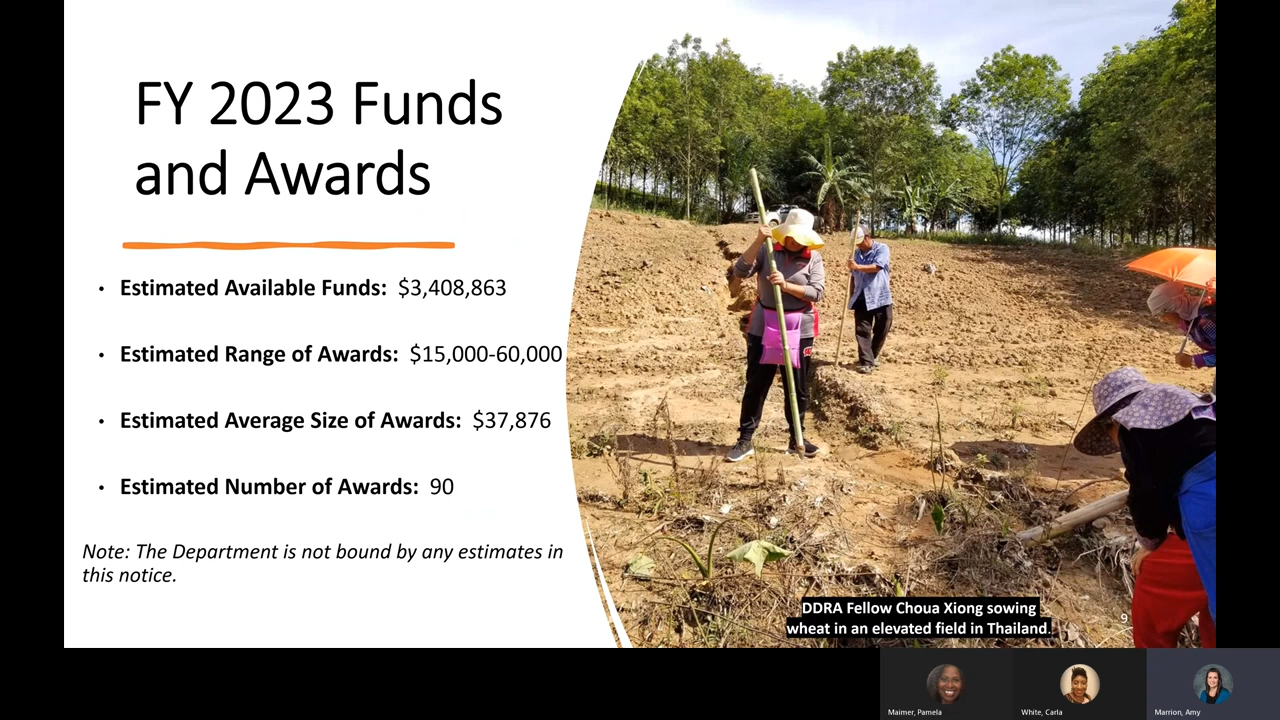 FY 2023 Funds
and Awards
• Estimated Available Funds: $3,408,863
• Estimated Range of Awards: $15,000-60,000
• Estimated Average Size of Awards: $37,876
• Estimated Number of Awards: 90
Note: The Department is not bound by any estimates in
this notice.
DDRA Fellow Choua Xiong sowing
wheat in an elevated field in Thailand.
9
Maimer, Pamela
White, Carla
Marrion, Amy